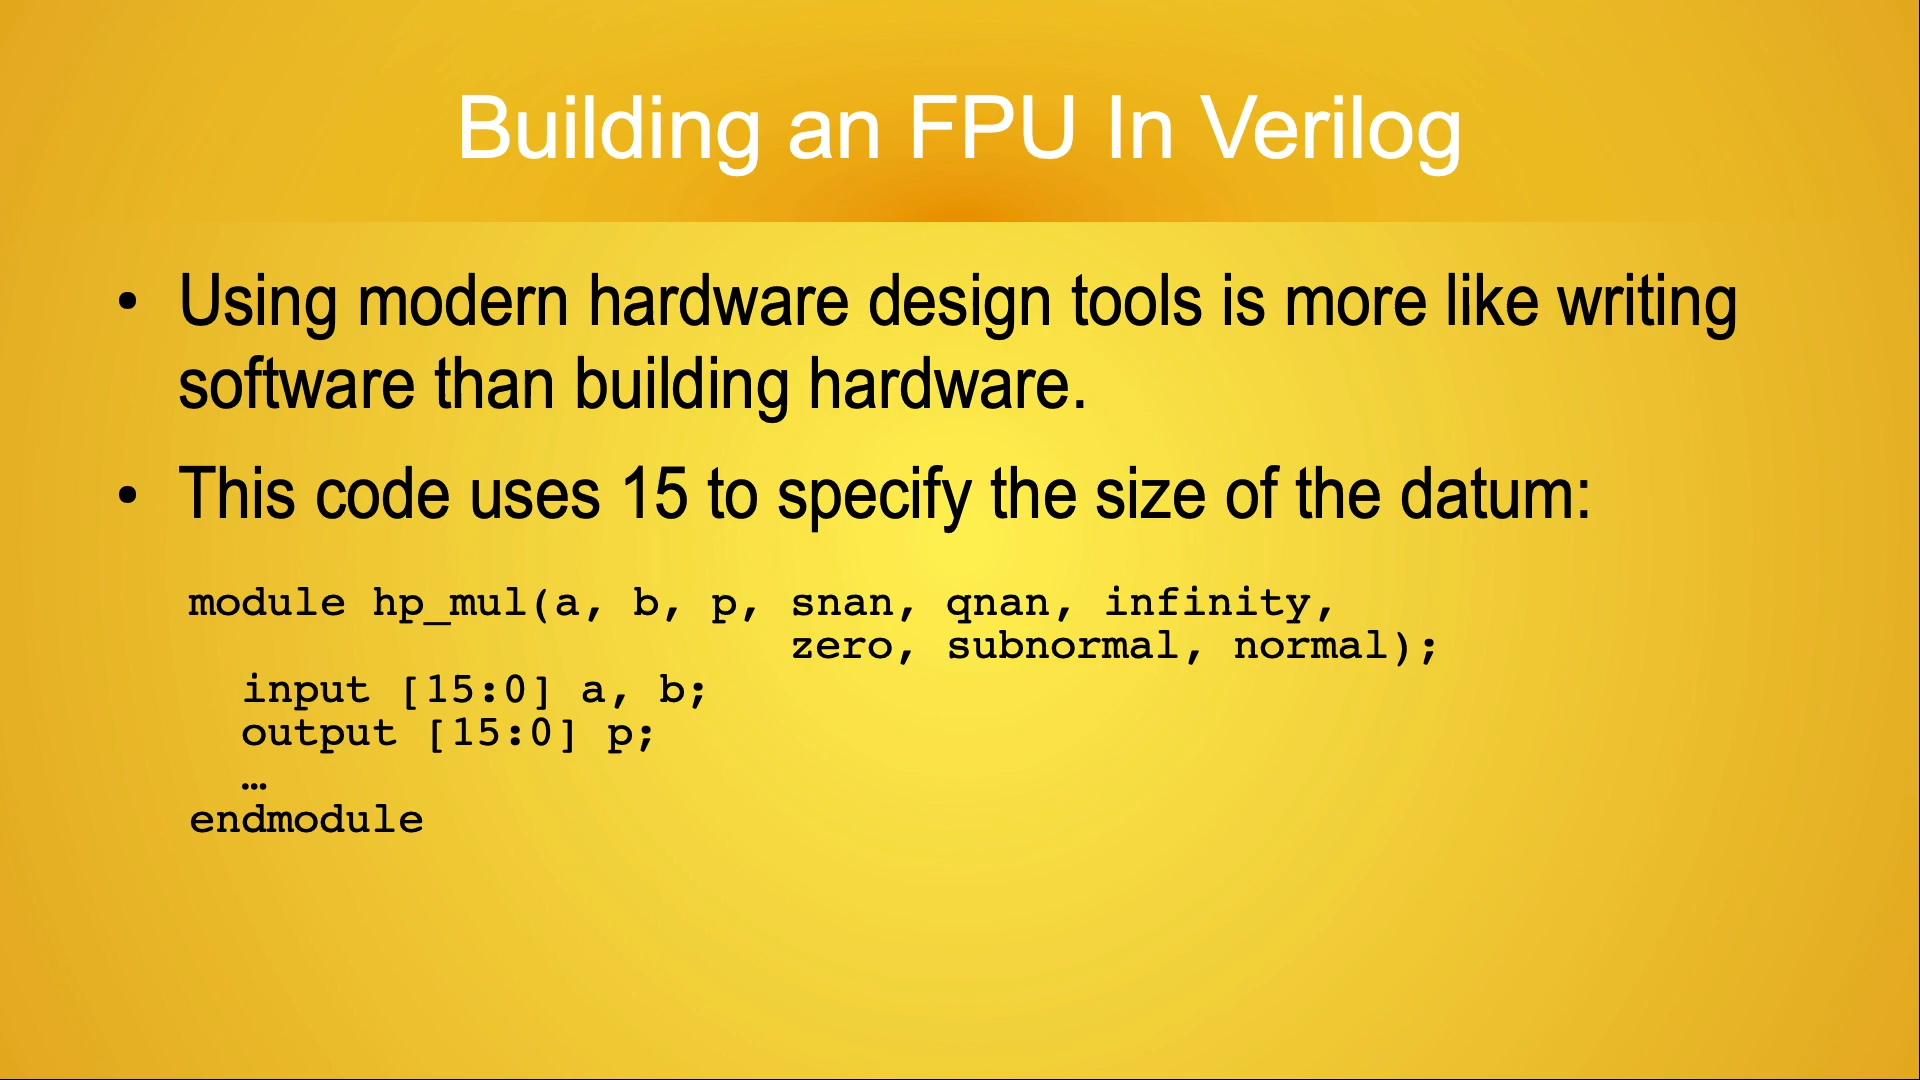 Building an FPU In Verilog
• Using modern hardware design tools is more like writing
software than building hardware.
• This code uses 15 to specify the size of the datum:
module hp_mul(a, b, p, snan, qnan, infinity,
zero, subnormal, normal);
input [15:0] a, b;
output [15:0] p;
…
endmodule